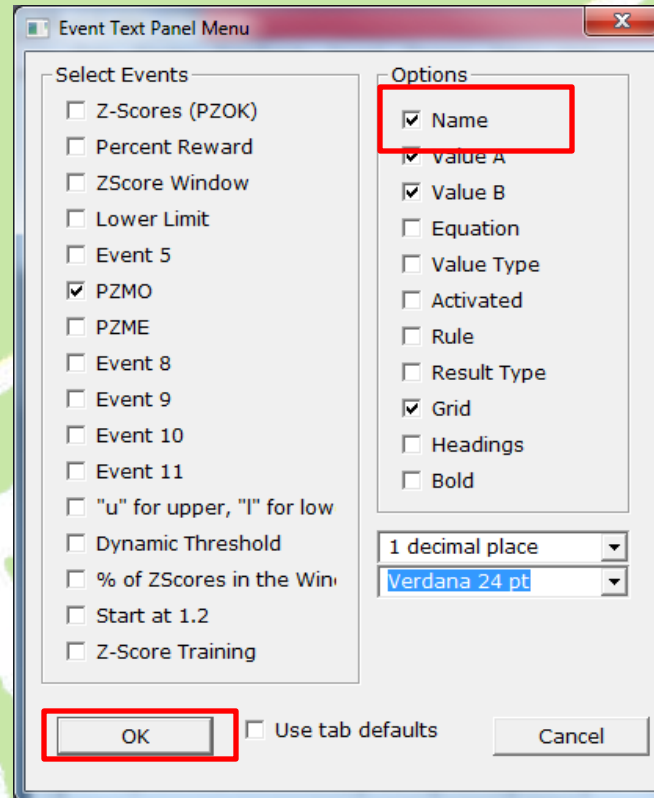 Event Text Panel Menu
x
Select Events
Z-Scores (PZOK)
Percent Reward
ZScore Window
Lower Limit
Event 5
PZMO
PZME
Event 8
Event 9
Event 10
Event 11
"u" for upper, "l" for low
Dynamic Threshold
% of ZScores in the Win
Start at 1.2
Z-Score Training
Options
Name
Value A
Value B
Equation
Value Type
Activated
Rule
Result Type
Grid
Headings
Bold
1 decimal place
Verdana 24 pt
OK
Use tab defaults
Cancel